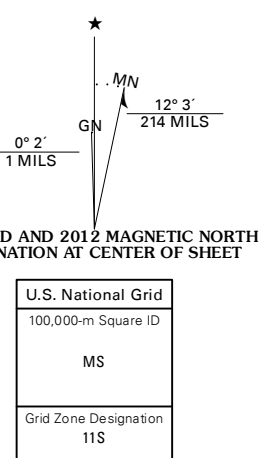 MN
GN
12° 3´
214 MILS
0° 2´
1 MILS
AND 2012 MAGNETIC NORTH
AT CENTER OF SHEET
U.S. National Grid
100,000-m Square ID
MS
Grid Zone Designation
11S